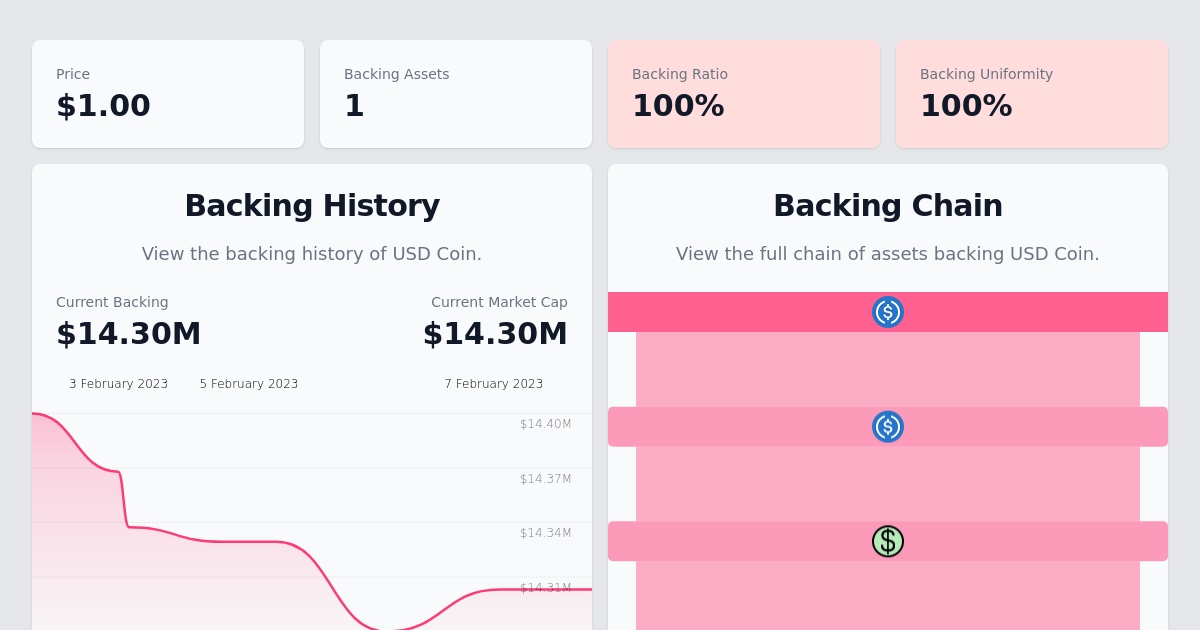 Price
$1.00
Backing Assets
1
Backing Ratio
100%
Backing Uniformity
100%
Backing History
View the backing history of USD Coin.
Current Backing
$14.30M
Current Market Cap
$14.30M
3 February 2023
5 February 2023
7 February 2023
$14.40M
$14.37M
$14.34M
$14.31M
Backing Chain
View the full chain of assets backing USD Coin.
$
$
$